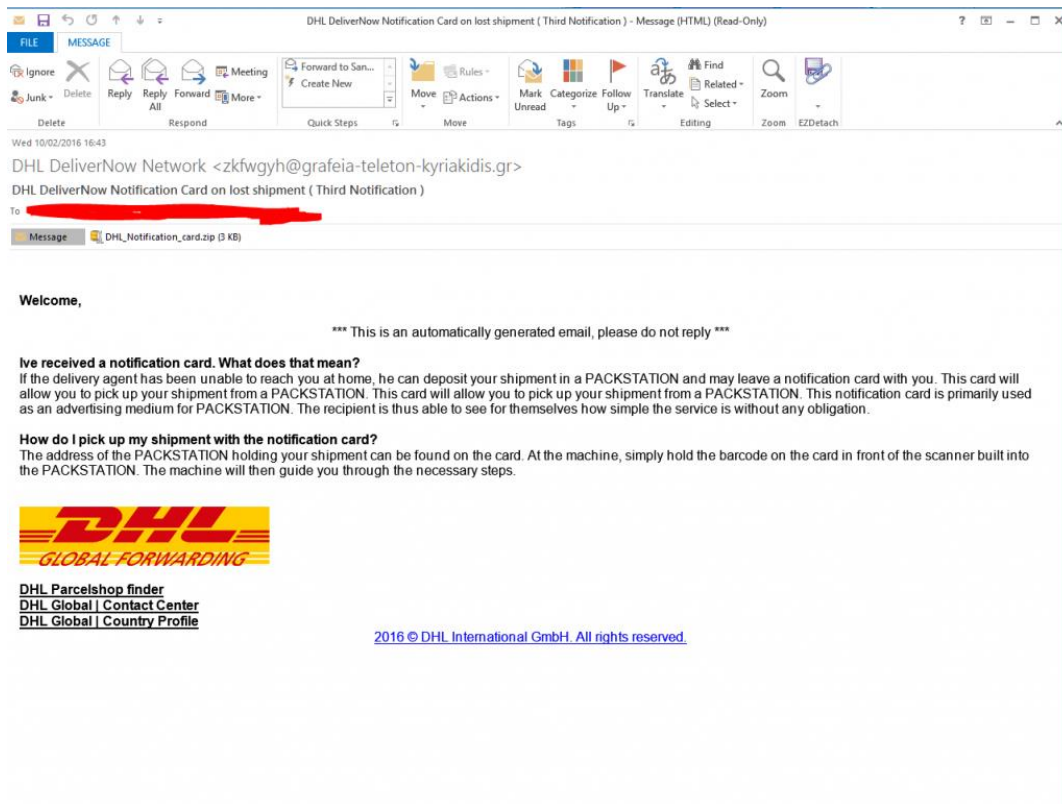 DHL DeliverNow Notification Card on lost shipment ( Third Notification ) - Message (HTML) (Read-Only)
FILE MESSAGE
Ignore
Junk
Delete
Reply
Reply All
Forward
Meeting
More
Forward to San...
Create New
Move
Rules
Actions
Mark Unread
Categorize
Follow Up
Translate
Find
Related
Select
Zoom
Delete Respond Quick Steps Move Tags Editing Zoom EZDetach
Wed 10/02/2016 16:43
DHL DeliverNow Network <zkfwgyh@grafeia-teleton-kyriakidis.gr>
DHL DeliverNow Notification Card on lost shipment ( Third Notification )
To
Message DHL_Notification_card.zip (3 KB)
Welcome,
*** This is an automatically generated email, please do not reply ***
Ive received a notification card. What does that mean?
If the delivery agent has been unable to reach you at home, he can deposit your shipment in a PACKSTATION and may leave a notification card with you. This card will
allow you to pick up your shipment from a PACKSTATION. This card will allow you to pick up your shipment from a PACKSTATION. This notification card is primarily used
as an advertising medium for PACKSTATION. The recipient is thus able to see for themselves how simple the service is without any obligation.
How do I pick up my shipment with the notification card?
The address of the PACKSTATION holding your shipment can be found on the card. At the machine, simply hold the barcode on the card in front of the scanner built into
the PACKSTATION. The machine will then guide you through the necessary steps.
DHL
GLOBAL FORWARDING
DHL Parcelshop finder
DHL Global | Contact Center
DHL Global | Country Profile
2016 © DHL International GmbH. All rights reserved.